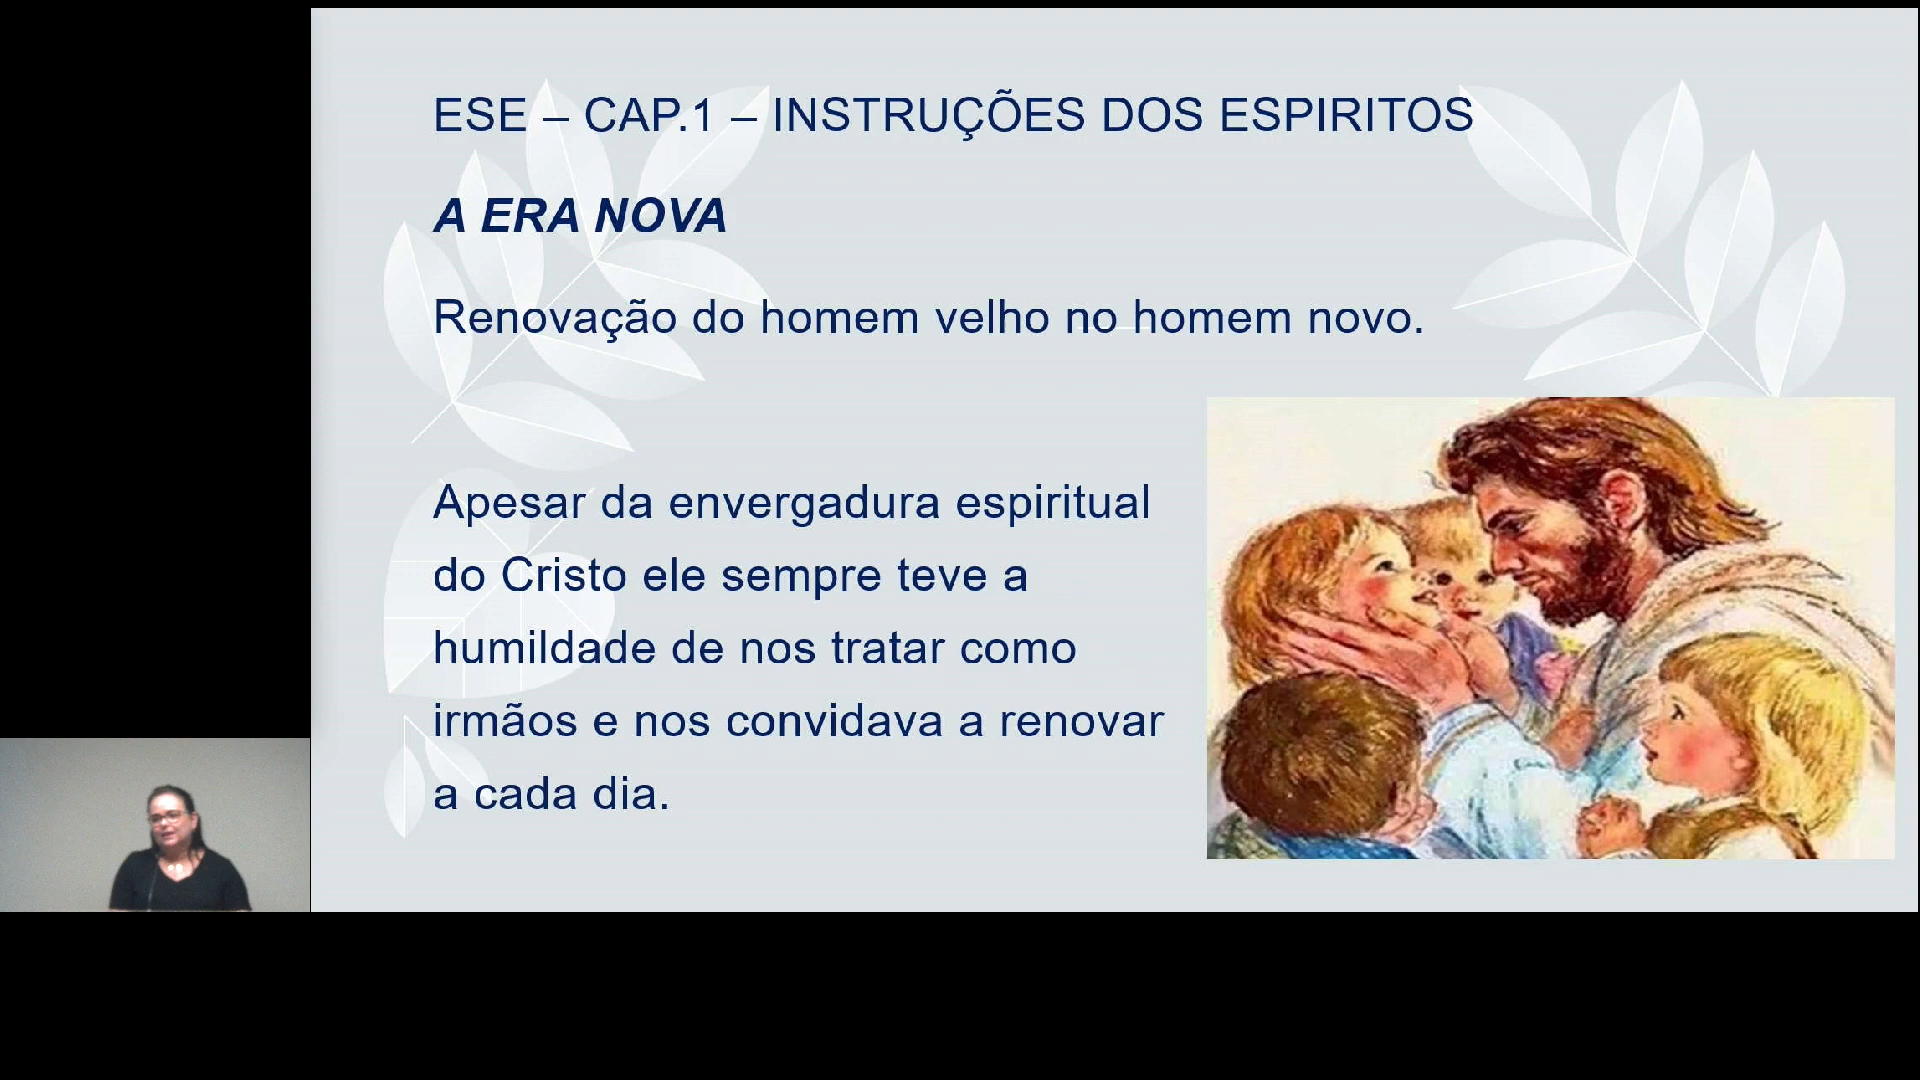 ESE – CAP.1 – INSTRUÇÕES DOS ESPIRITOS
A ERA NOVA
Renovação do homem velho no homem novo.
Apesar da envergadura espiritual
do Cristo ele sempre teve a
humildade de nos tratar como
irmãos e nos convidava a renovar
a cada dia.